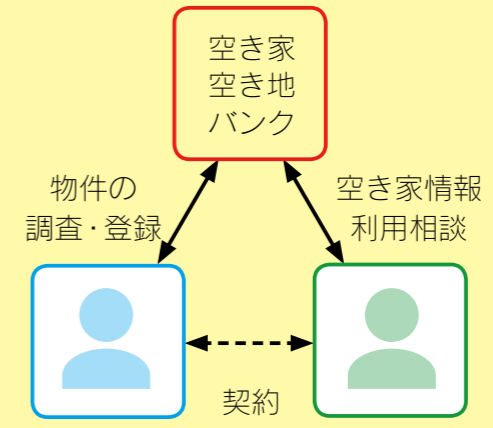 空き家
空き地
バンク
物件の
調査・登録
空き家情報
利用相談
契約